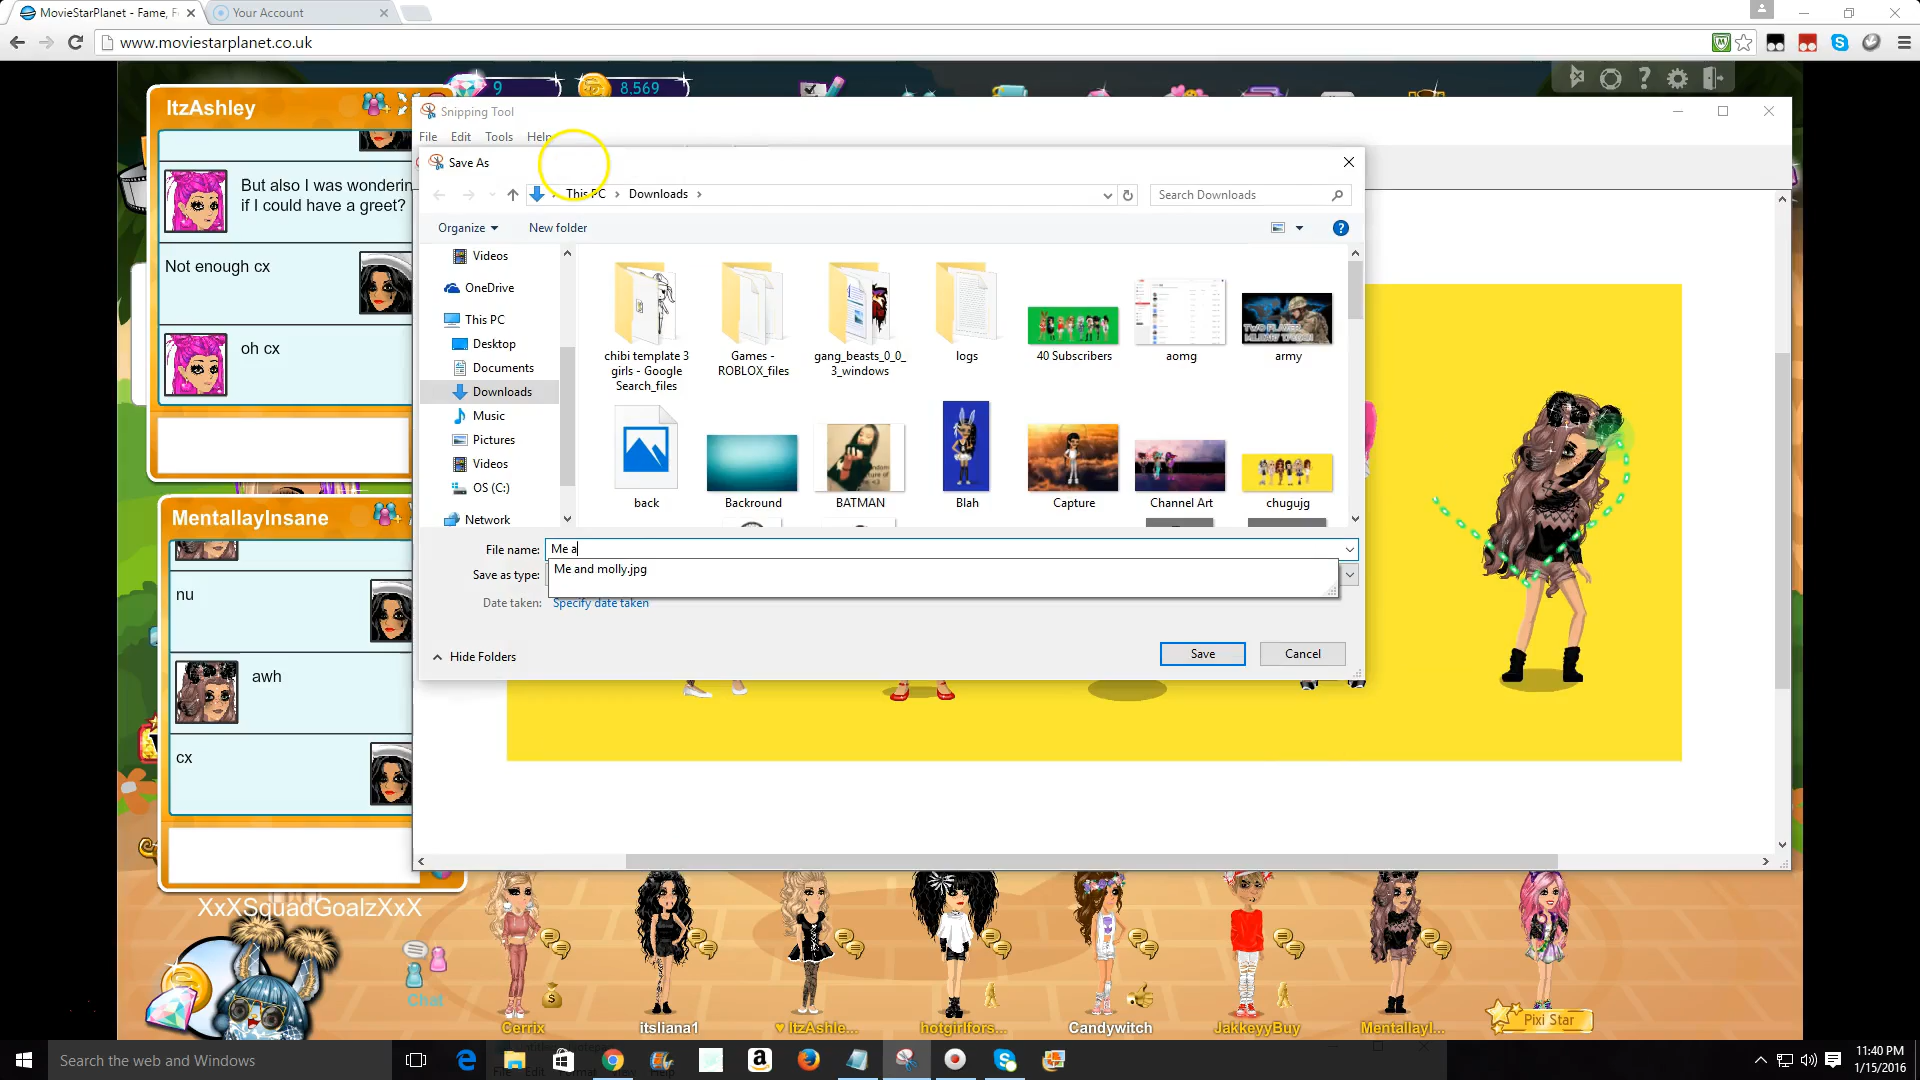 MovieStarPlanet - Fame, F
Your Account
www.moviestarplanet.co.uk
9
8,569
ItzAshley
But also I was wonderin
if I could have a greet?
Not enough cx
oh cx
MentallayInsane
nu
awh
cx
XxXSquadGoalzXxX
Chat
Snipping Tool
File Edit Tools Help
Save As
This PC
Downloads
Search Downloads
Organize
New folder
Videos
OneDrive
This PC
Desktop
Documents
Downloads
Music
Pictures
Videos
OS (C:)
Network
chibi template 3
girls - Google
Search_files
Games -
ROBLOX_files
gang_beasts_0_0_
3_windows
logs
40 Subscribers
aomg
TWO PLAYER
army
back
Backround
BATMAN
Blah
Capture
Channel Art
chugujg
File name:
Me a
Me and molly.jpg
Save as type:
Date taken:
Specify date taken
Hide Folders
Save
Cancel
Cerrix
itsliana1
♥ ItzAshle...
hotgirlfors...
Candywitch
JakkeyyBuy
Mentallayl...
Pixi Star
Search the web and Windows
11:40 PM
1/15/2016